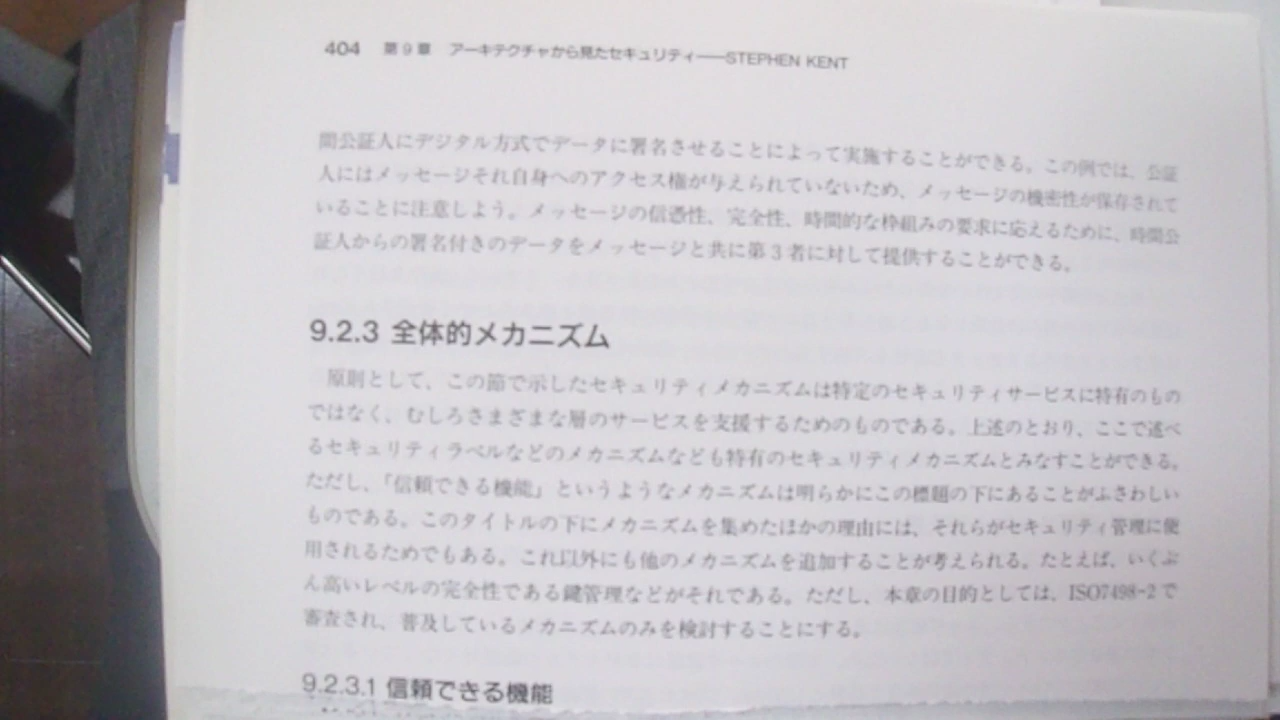 404 第9章 アーキテクチャから見たセキュリティ——STEPHEN KENT
間公証人にデジタル方式でデータに署名させることによって実施することができる。この例では、公証
人にはメッセージそれ自身へのアクセス権が与えられていないため、メッセージの機密性が保存されて
いることに注意しよう。メッセージの信憑性、完全性、時間的な枠組みの要求に応えるために、時間公
証人からの署名付きのデータをメッセージと共に第3者に対して提供することができる。
9.2.3 全体的メカニズム
原則として、この節で示したセキュリティメカニズムは特定のセキュリティサービスに特有のもの
ではなく、むしろさまざまな層のサービスを支援するためのものである。上述のとおり、ここで述べ
るセキュリティラベルなどのメカニズムなども特有のセキュリティメカニズムとみなすことができる。
ただし、「信頼できる機能」というようなメカニズムは明らかにこの標題の下にあることがふさわしい
ものである。このタイトルの下にメカニズムを集めたほかの理由には、それらがセキュリティ管理に使
用されるためでもある。これ以外にも他のメカニズムを追加することが考えられる。たとえば、いくぶ
ん高いレベルの完全性である鍵管理などがそれである。ただし、本章の目的としては、ISO7498-2で
審査され、普及しているメカニズムのみを検討することにする。
9.2.3.1 信頼できる機能